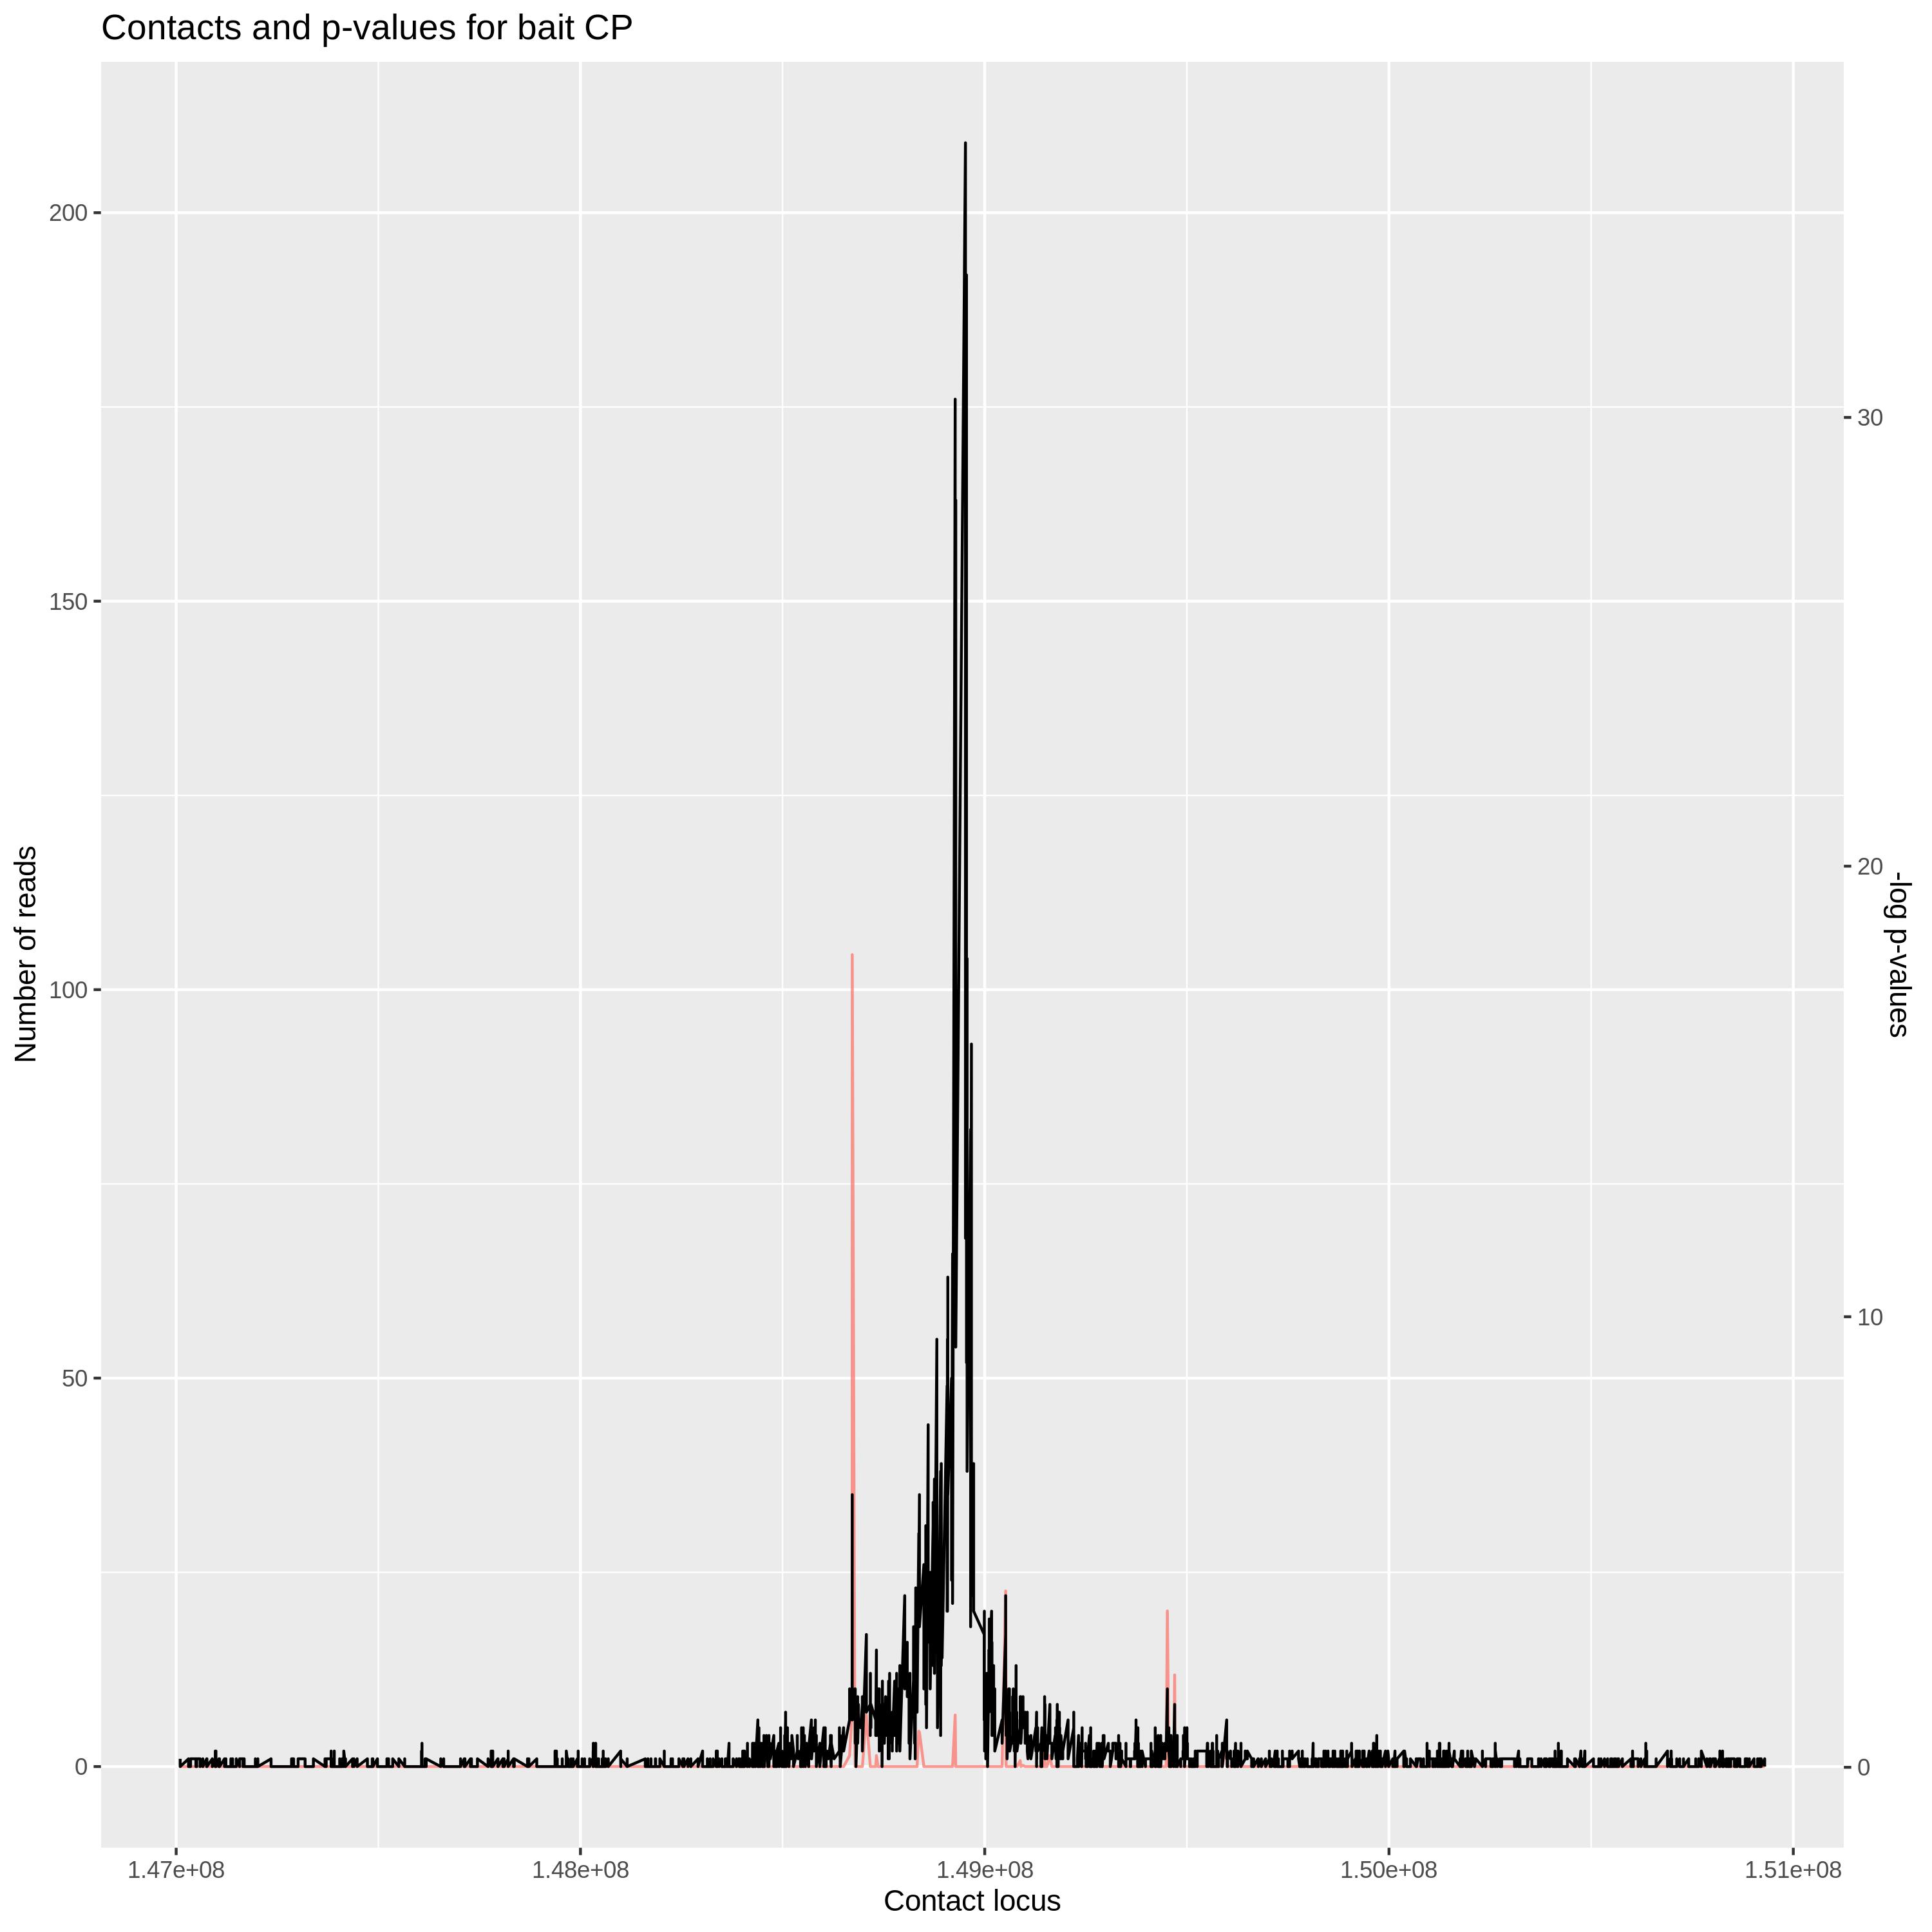 Contacts and p-values for bait CP
Number of reads
200
150
100
50
0
30
20
10
0
-log p-values
1.47e+08
1.48e+08
1.49e+08
1.50e+08
1.51e+08
Contact locus